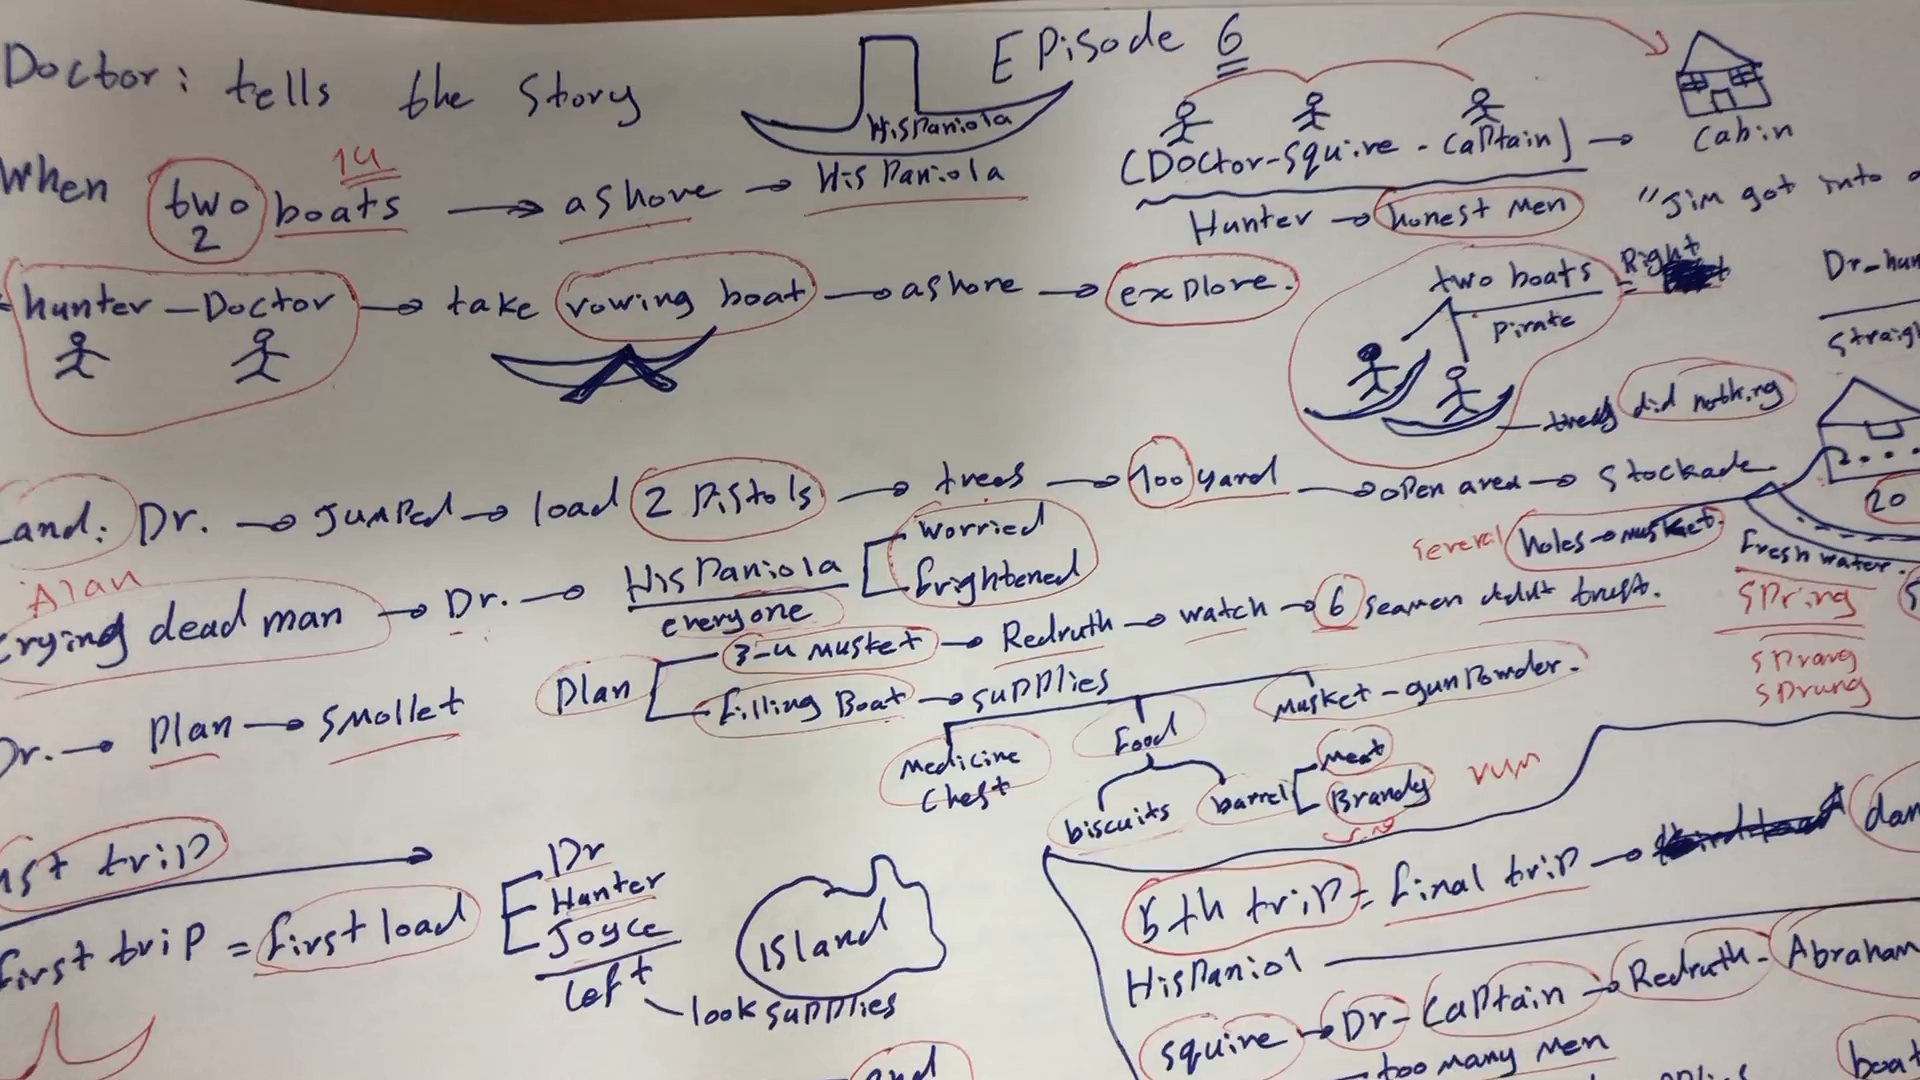 Doctor: tells the story
Hispaniola
Episode 6
(Doctor-Squire-Captain) → Cabin
When two 2 boats 14 → ashore → Hispaniola
Hunter → honest men
"Jim got into
hunter - Doctor → take rowing boat → ashore → explore.
two boats Right
Pirate
Dr-hun
Straigh
did nothing
Land: Dr. → Jumped → load 2 Pistols → trees → 100 yard → open area → stockade
20
several holes → musket.
Fresh water.
Spring
sprang
sprung
Alan
Crying dead man → Dr. → Hispaniola
everyone
worried
frightened
Dr. → Plan → Smollet
Plan
3-4 musket → Redruth → watch → 6 seamen didn't trust.
filling Boat → supplies
Medicine chest
Food
musket - gunpowder.
biscuits
barrel
Meat
Brandy
rum
1st trip
first trip = first load
Dr
Hunter
Joyce
left
look supplies
Island
5th trip = final trip →
Hispaniol
Squire → Dr - Captain → Redruth - Abraham
too many men
boat
and